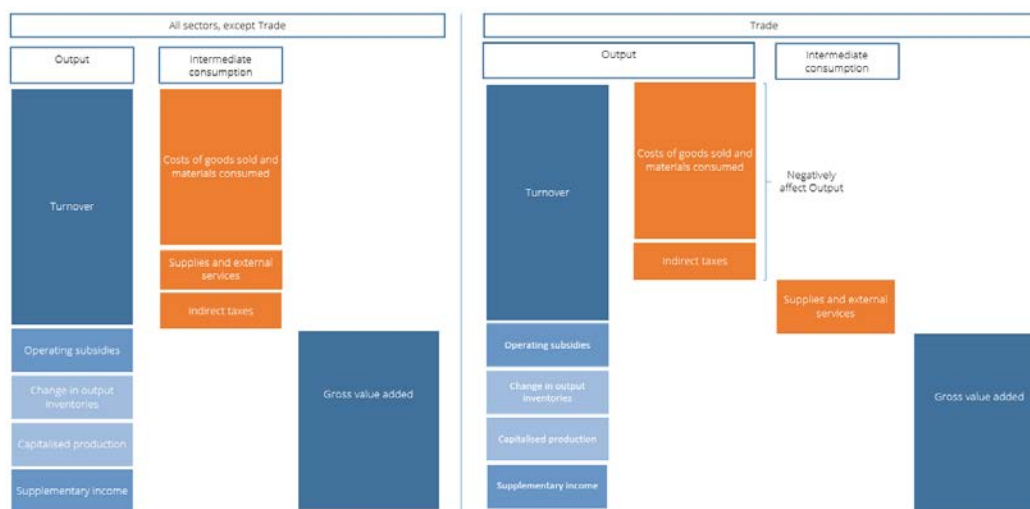 All sectors, except Trade
Output
Intermediate
consumption
Turnover
Costs of goods sold and
materials consumed
Supplies and external
services
Indirect taxes
Operating subsidies
Change in output
inventories
Capitalised production
Supplementary income
Gross value added
Trade
Output
Intermediate
consumption
Turnover
Costs of goods sold and
materials consumed
Indirect taxes
Negatively
affect Output
Supplies and external
services
Operating subsidies
Change in output
inventories
Capitalised production
Supplementary income
Gross value added